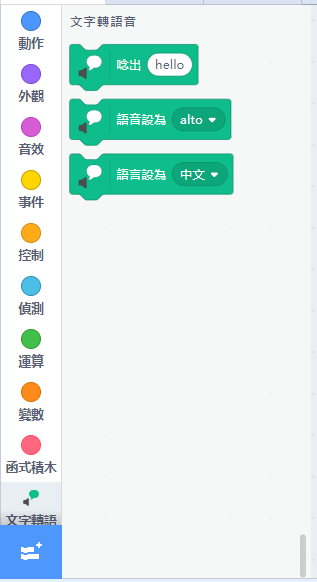 文字轉語音
動作
外觀
音效
事件
控制
偵測
運算
變數
函式積木
文字轉語
唸出 hello
語音設為 alto
語言設為 中文